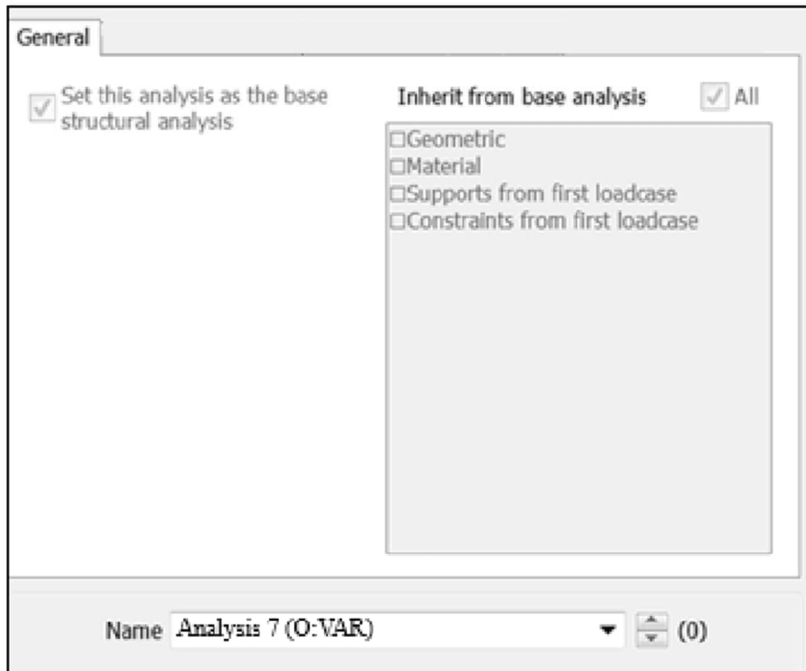 General
Set this analysis as the base
structural analysis
Inherit from base analysis
All
Geometric
Material
Supports from first loadcase
Constraints from first loadcase
Name Analysis 7 (O:VAR) (0)